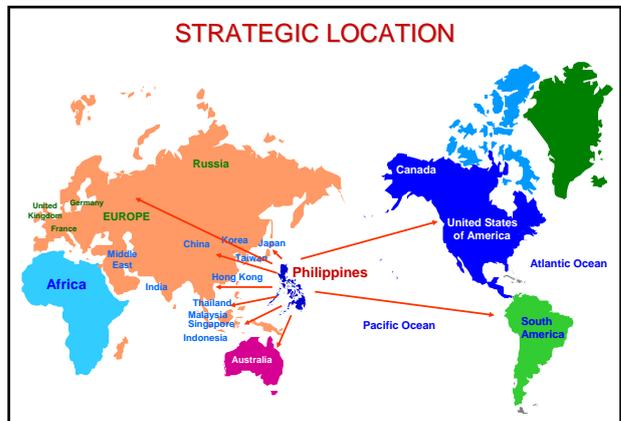 STRATEGIC LOCATION
Russia
Canada
United
Kingdom
Germany
France
EUROPE
United States
of America
China
Korea
Japan
Taiwan
Middle
East
Atlantic Ocean
Africa
India
Hong Kong
Philippines
Thailand
Malaysia
Singapore
Indonesia
Pacific Ocean
South
America
Australia